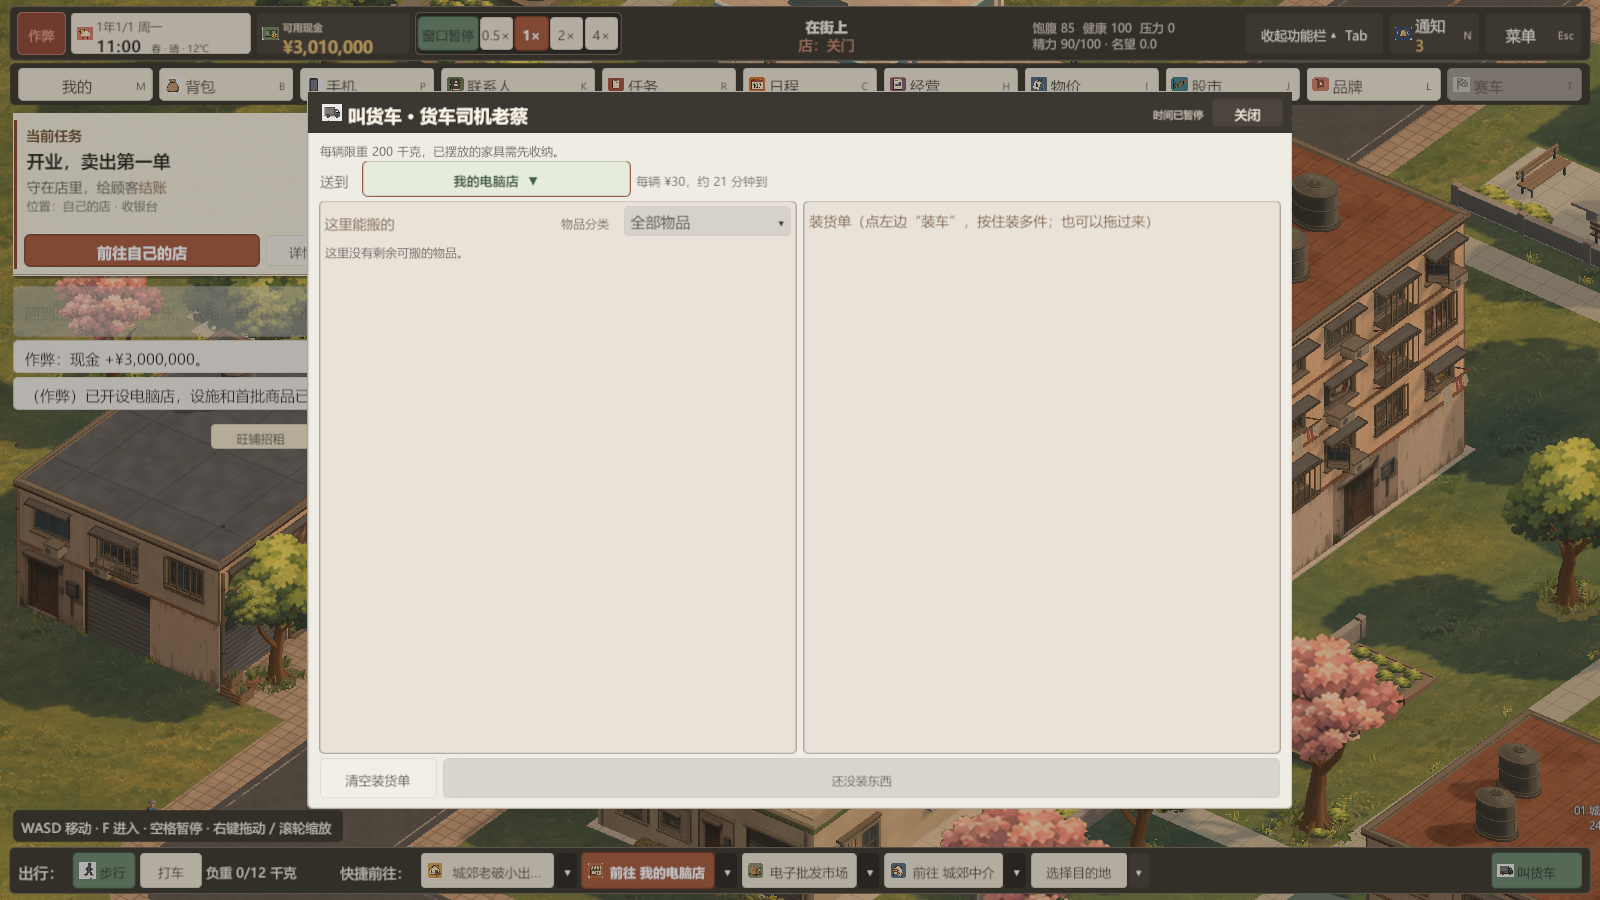 作弊
1年1/1 周一
11:00 春·晴·12°C
可用现金
¥3,010,000
窗口暂停 0.5× 1× 2× 4×
在街上
店：关门
饱腹 85 健康 100 压力 0
精力 90/100 · 名望 0.0
收起功能栏▲ Tab
通知
3
N
菜单 Esc
我的 M
背包 B
手机 P
联系人 K
任务 R
日程 C
经营 H
物价 I
股市 J
品牌 L
赛车 T
当前任务
开业，卖出第一单
守在店里，给顾客结账
位置：自己的店 · 收银台
前往自己的店
作弊：现金 +¥3,000,000。
（作弊）已开设电脑店，设施和首批商品已
旺铺招租
叫货车 · 货车司机老蔡
时间已暂停
关闭
每辆限重 200 千克，已摆放的家具需先收纳。
送到 我的电脑店 ▼ 每辆 ¥30，约 21 分钟到
这里能搬的
物品分类 全部物品 ▾
这里没有剩余可搬的物品。
装货单（点左边“装车”，按住装多件；也可以拖过来）
清空装货单
还没装东西
WASD 移动 · F 进入 · 空格暂停 · 右键拖动 / 滚轮缩放
出行： 步行 打车 负重 0/12 千克
快捷前往： 城郊老破小出... ▼ 前往 我的电脑店 ▼ 电子批发市场 ▼ 前往 城郊中介 ▼ 选择目的地 ▼
叫货车